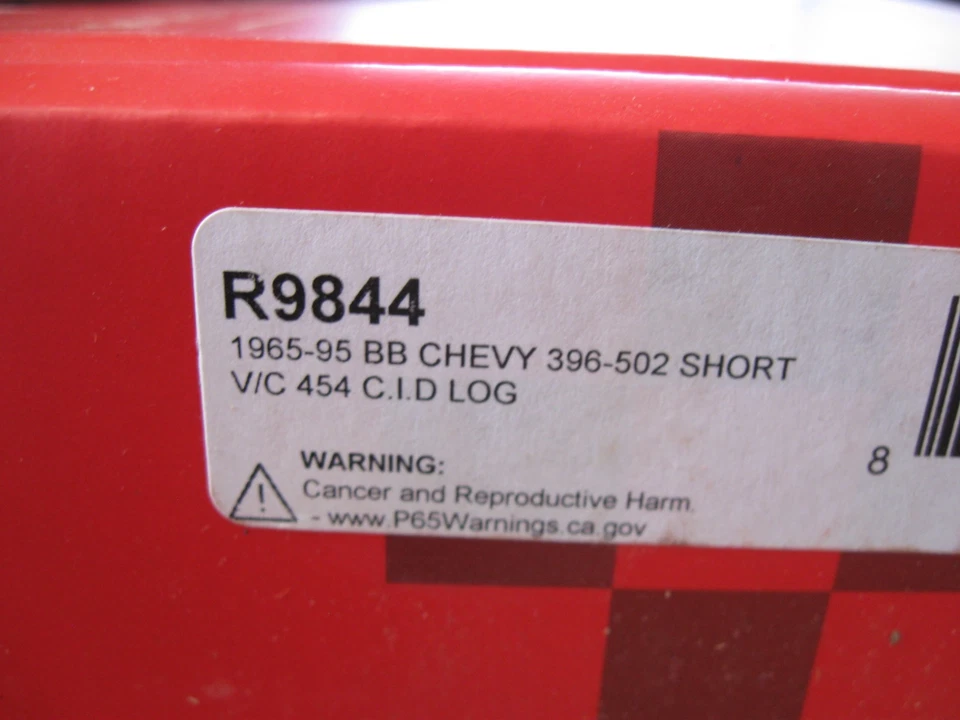 R9844
1965-95 BB CHEVY 396-502 SHORT
V/C 454 C.I.D LOG
WARNING:
Cancer and Reproductive Harm
- www.P65Warnings.ca.gov
8